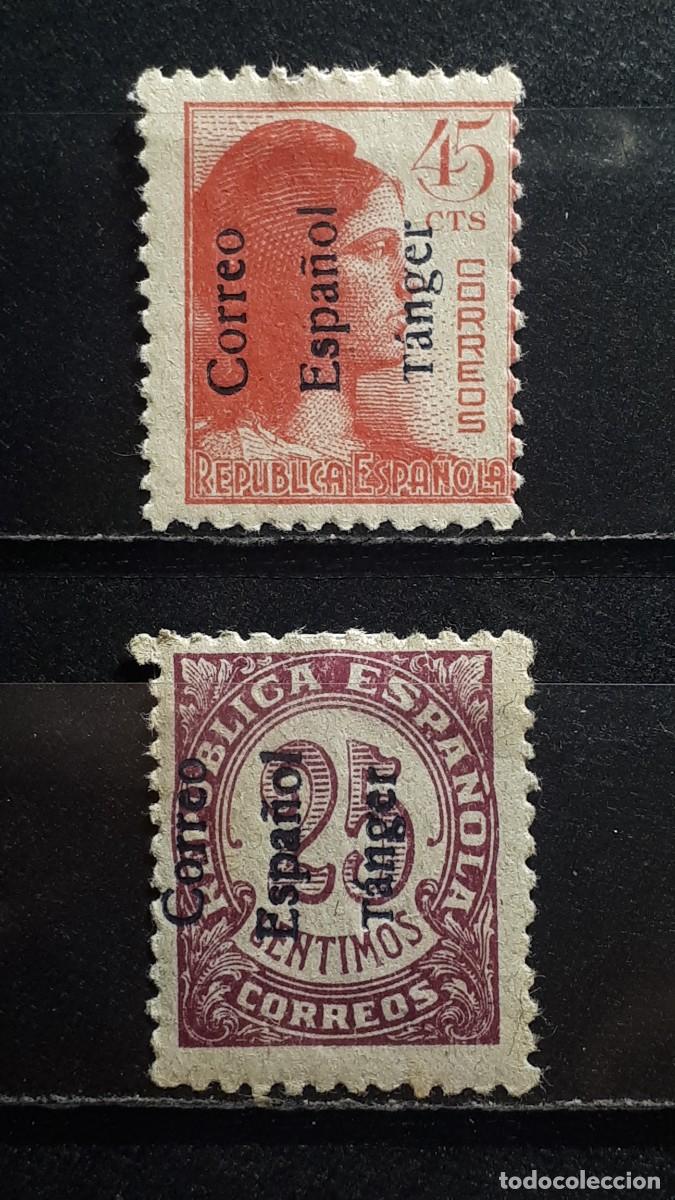 45
CTS
CORREOS
Correo
Español
Tánger
REPUBLICA ESPAÑOLA
REPUBLICA ESPAÑOLA
25
CENTIMOS
CORREOS
Correo
Español
Tánger
todocoleccion